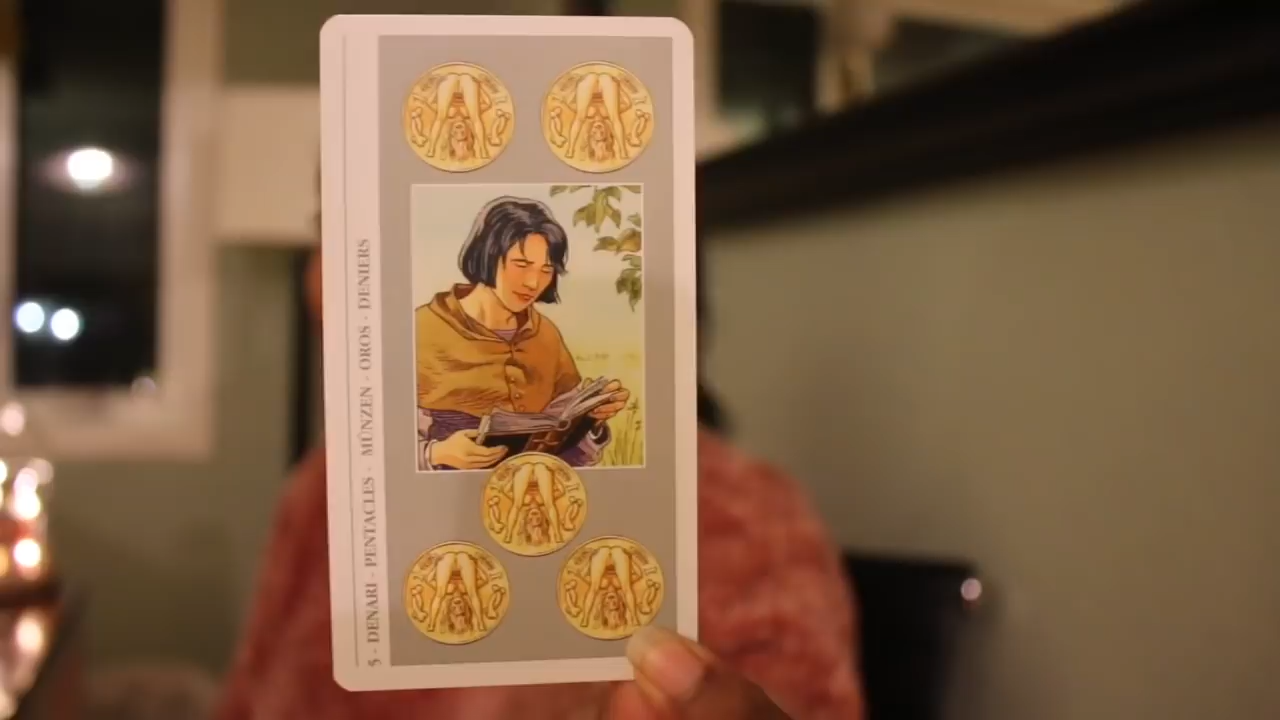 5 - DENARI - PENTACLES - MÜNZEN - OROS - DENIERS